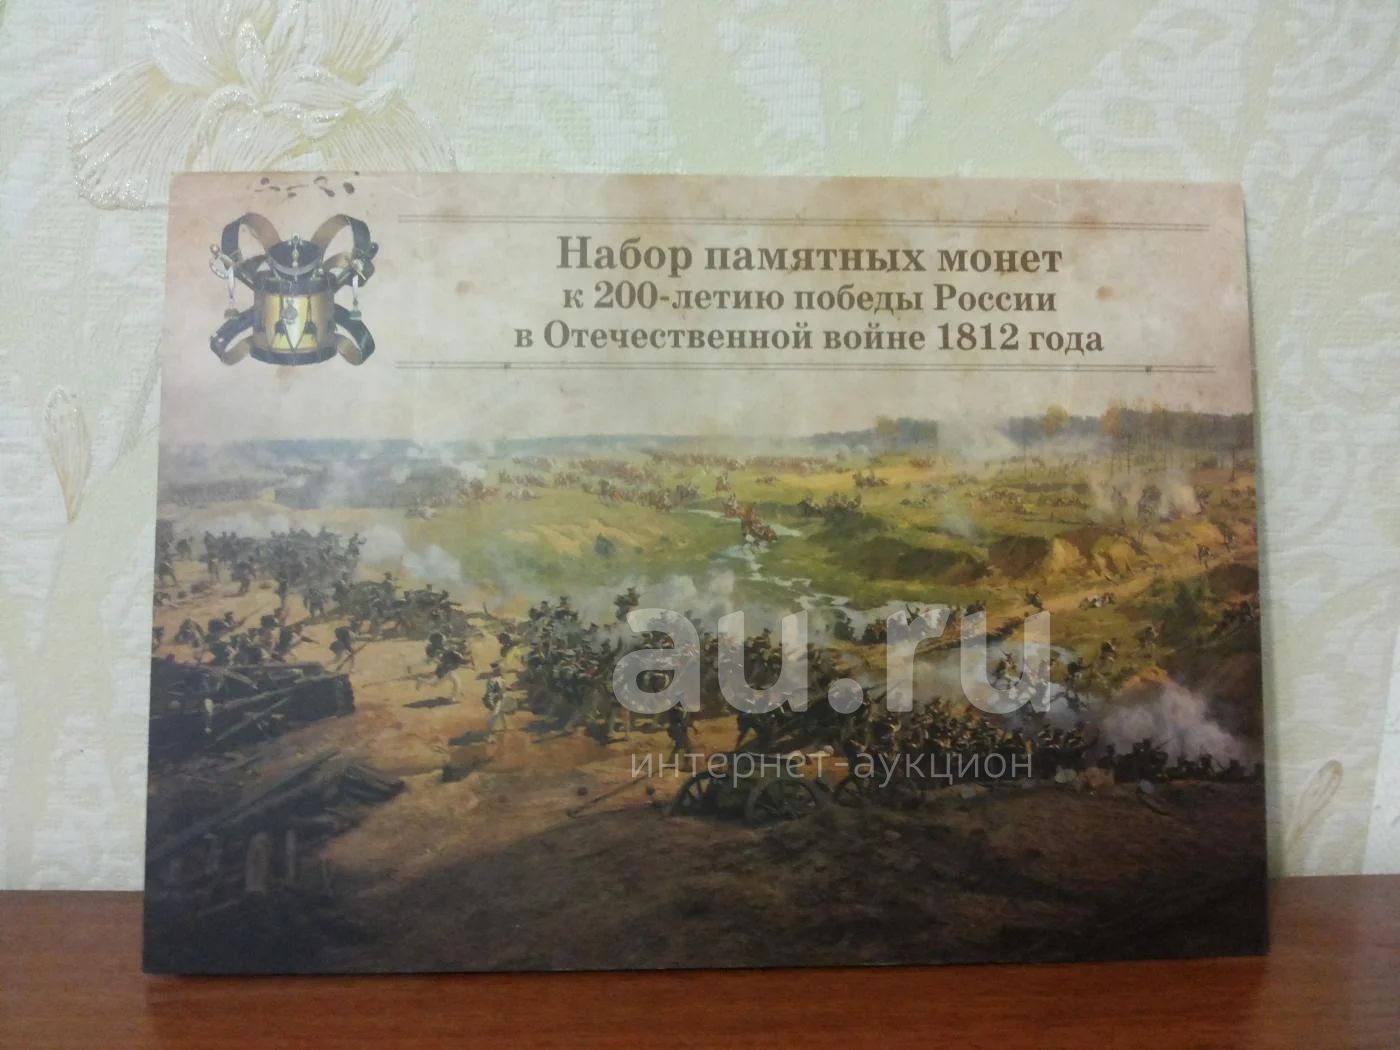 Набор памятных монет
к 200-летию победы России
в Отечественной войне 1812 года
au.ru
интернет-аукцион